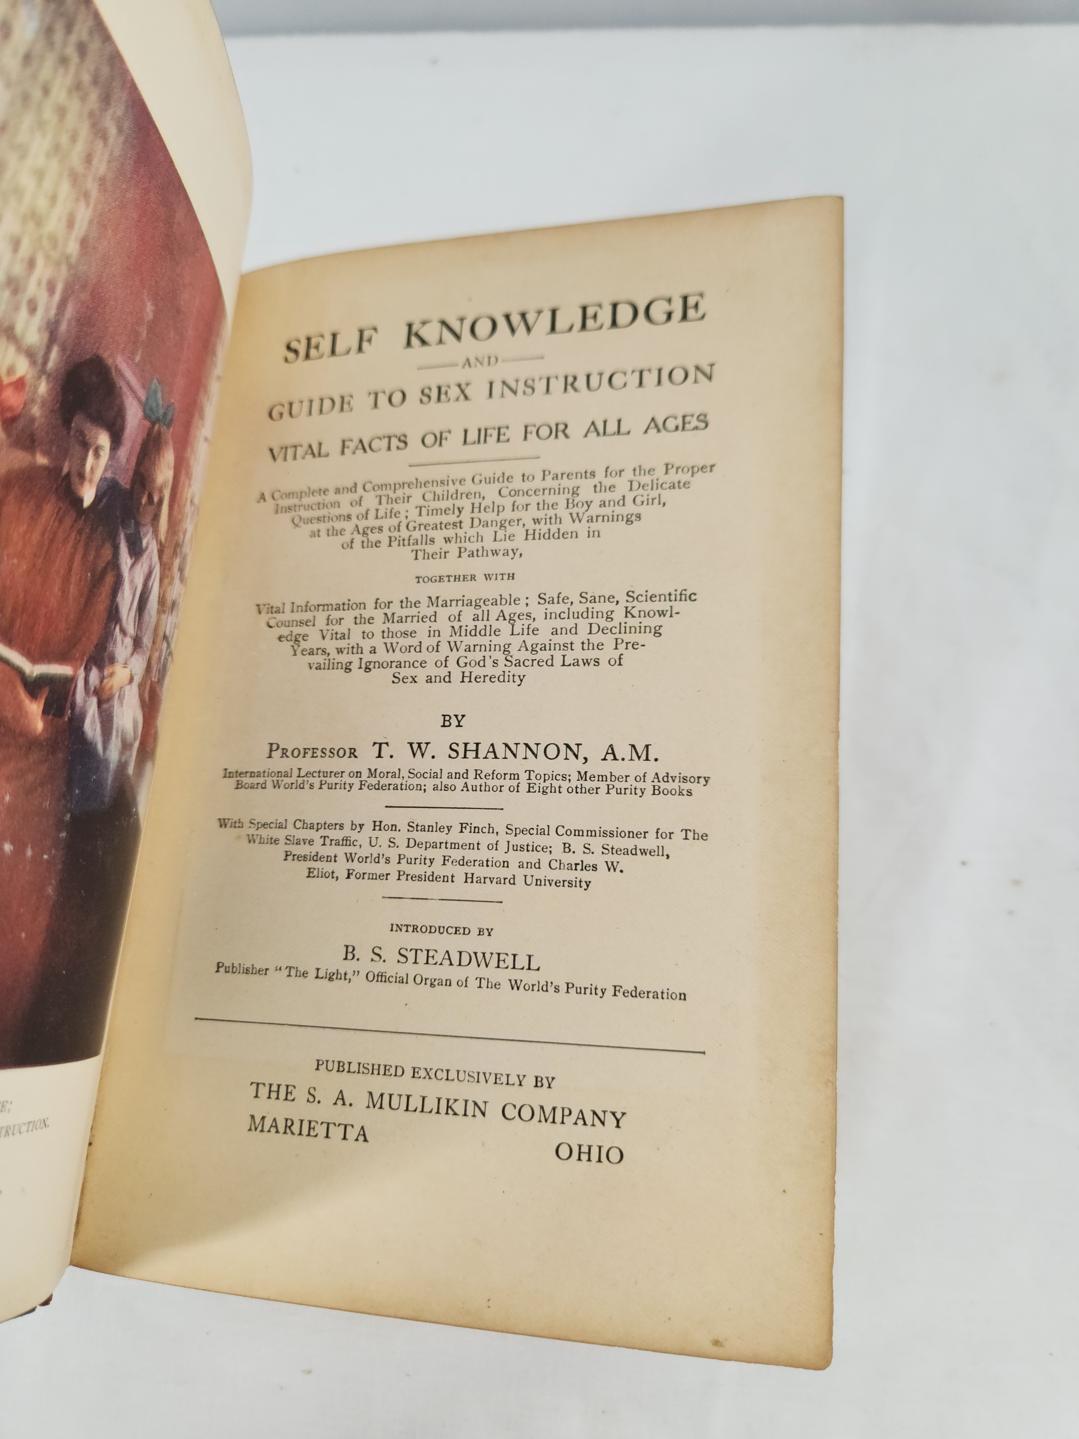 SELF KNOWLEDGE
AND
GUIDE TO SEX INSTRUCTION
VITAL FACTS OF LIFE FOR ALL AGES
A Complete and Comprehensive Guide to Parents for the Proper
Instruction of Their Children, Concerning the Delicate
Questions of Life; Timely Help for the Boy and Girl,
at the Ages of Greatest Danger, with Warnings
of the Pitfalls which Lie Hidden in
Their Pathway,
TOGETHER WITH
Vital Information for the Marriageable; Safe, Sane, Scientific
Counsel for the Married of all Ages, including Knowl-
edge Vital to those in Middle Life and Declining
Years, with a Word of Warning Against the Pre-
vailing Ignorance of God's Sacred Laws of
Sex and Heredity
BY
PROFESSOR T. W. SHANNON, A.M.
International Lecturer on Moral, Social and Reform Topics; Member of Advisory
Board World's Purity Federation; also Author of Eight other Purity Books
With Special Chapters by Hon. Stanley Finch, Special Commissioner for The
White Slave Traffic, U. S. Department of Justice; B. S. Steadwell,
President World's Purity Federation and Charles W.
Eliot, Former President Harvard University
INTRODUCED BY
B. S. STEADWELL
Publisher "The Light," Official Organ of The World's Purity Federation
PUBLISHED EXCLUSIVELY BY
THE S. A. MULLIKIN COMPANY
MARIETTA OHIO